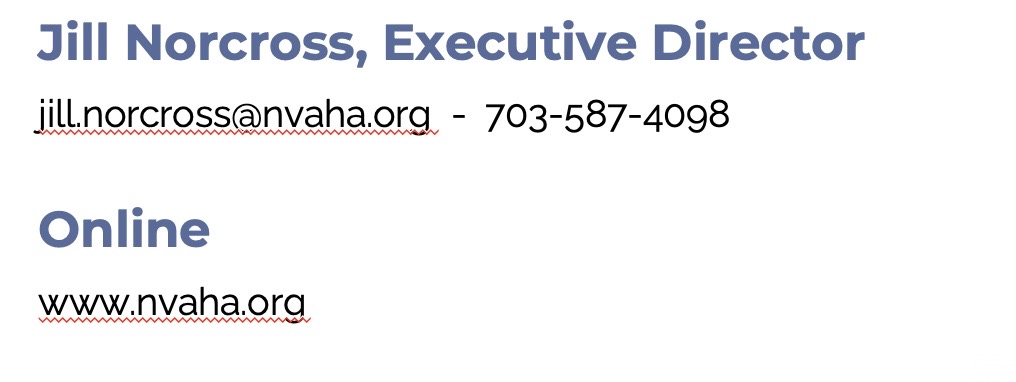 Jill Norcross, Executive Director
jill.norcross@nvaha.org - 703-587-4098
Online
www.nvaha.org